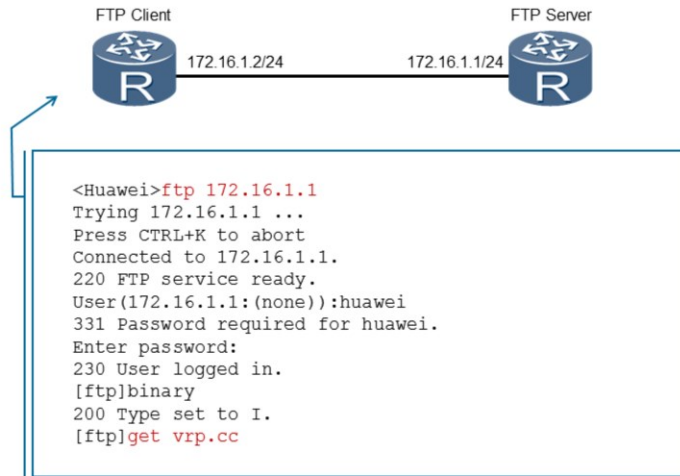 FTP Client
FTP Server
172.16.1.2/24
172.16.1.1/24
R
R
<Huawei>ftp 172.16.1.1
Trying 172.16.1.1 ...
Press CTRL+K to abort
Connected to 172.16.1.1.
220 FTP service ready.
User(172.16.1.1:(none)):huawei
331 Password required for huawei.
Enter password:
230 User logged in.
[ftp]binary
200 Type set to I.
[ftp]get vrp.cc